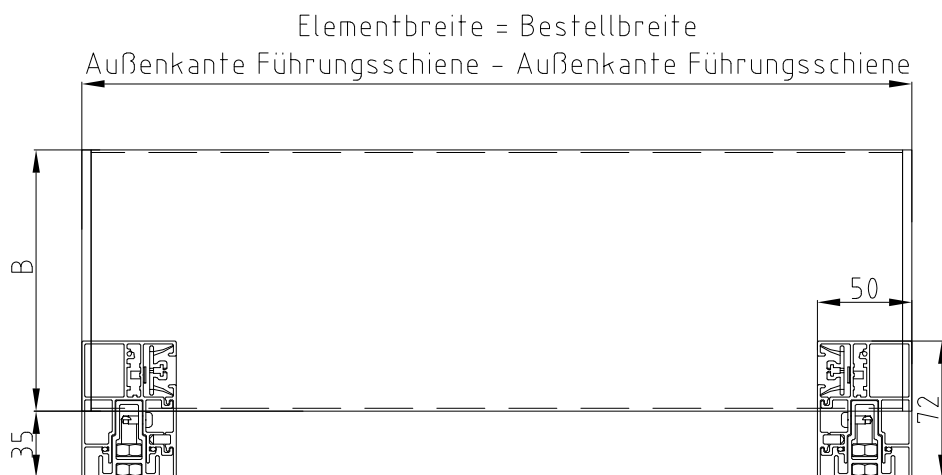 Elementbreite = Bestellbreite
Außenkante Führungsschiene - Außenkante Führungsschiene
B
50
35
72